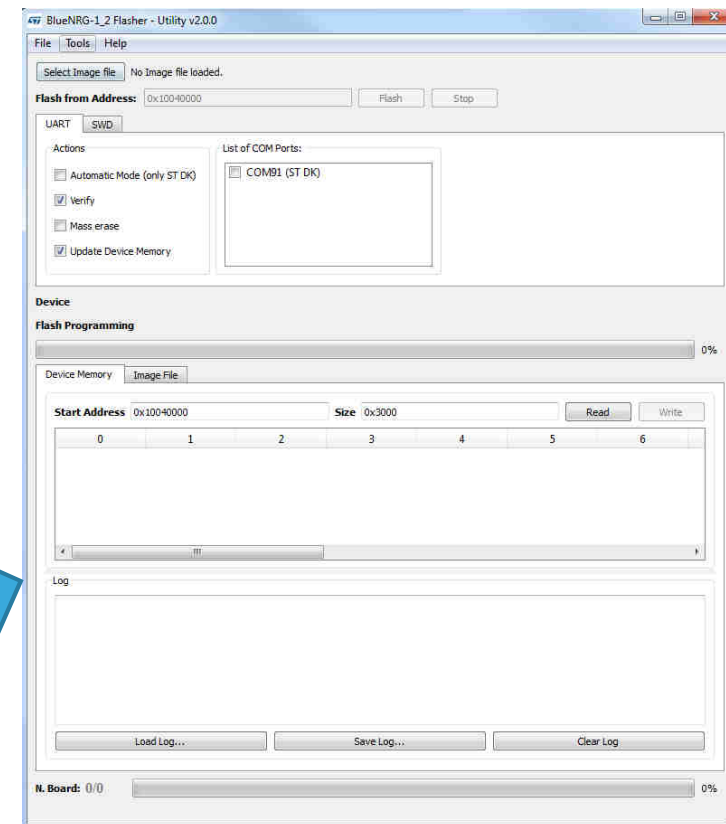 BlueNRG-1_2 Flasher - Utility v2.0.0
File Tools Help
Select Image file No Image file loaded.
Flash from Address: 0x10040000 Flash Stop
UART SWD
Actions List of COM Ports:
Automatic Mode (only ST DK) COM91 (ST DK)
Verify
Mass erase
Update Device Memory
Device
Flash Programming
0%
Device Memory Image File
Start Address 0x10040000 Size 0x3000 Read Write
0 1 2 3 4 5 6
Log
Load Log... Save Log... Clear Log
N. Board: 0/0 0%